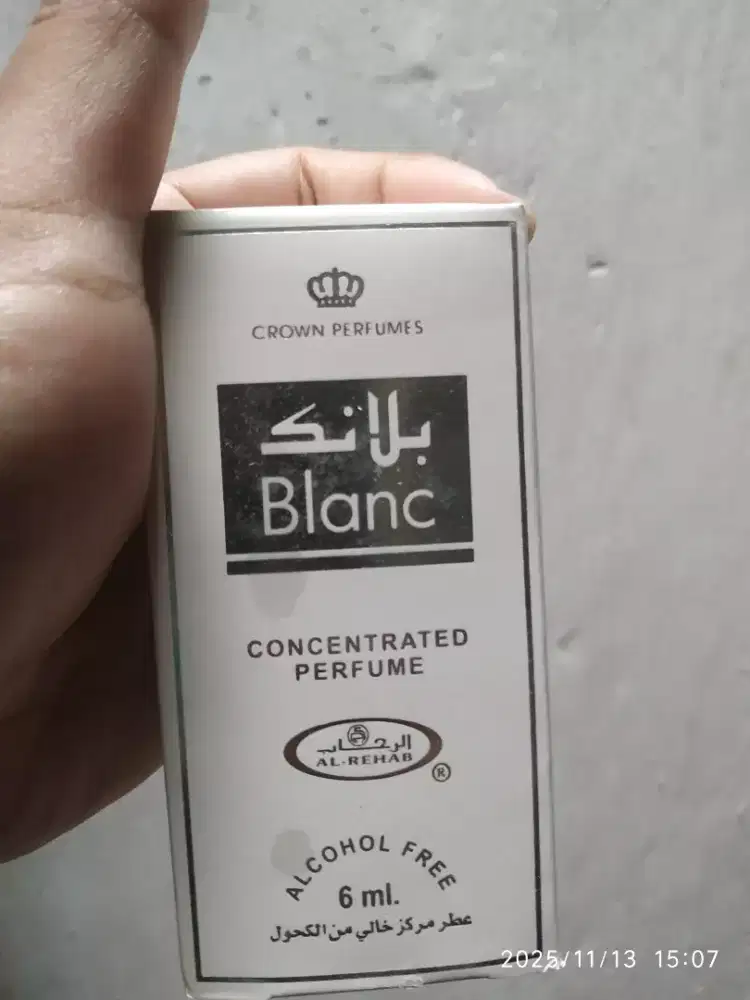 CROWN PERFUMES
بلانك
Blanc
CONCENTRATED
PERFUME
الرحاب
AL-REHAB
®
ALCOHOL FREE
6 ml.
عطر مركز خالي من الكحول
2025/11/13 15:07